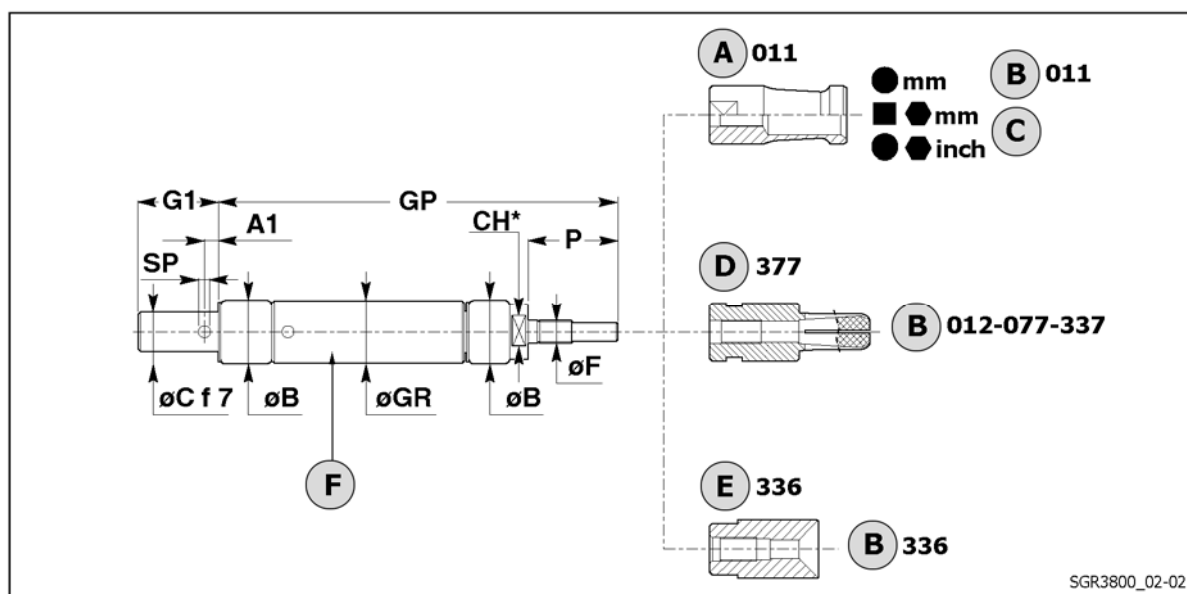 A 011
B 011
mm
mm
C
inch
G1
GP
A1
CH*
P
SP
D 377
B 012-077-337
øF
øC f 7
øB
øGR
øB
F
E 336
B 336
SGR3800_02-02